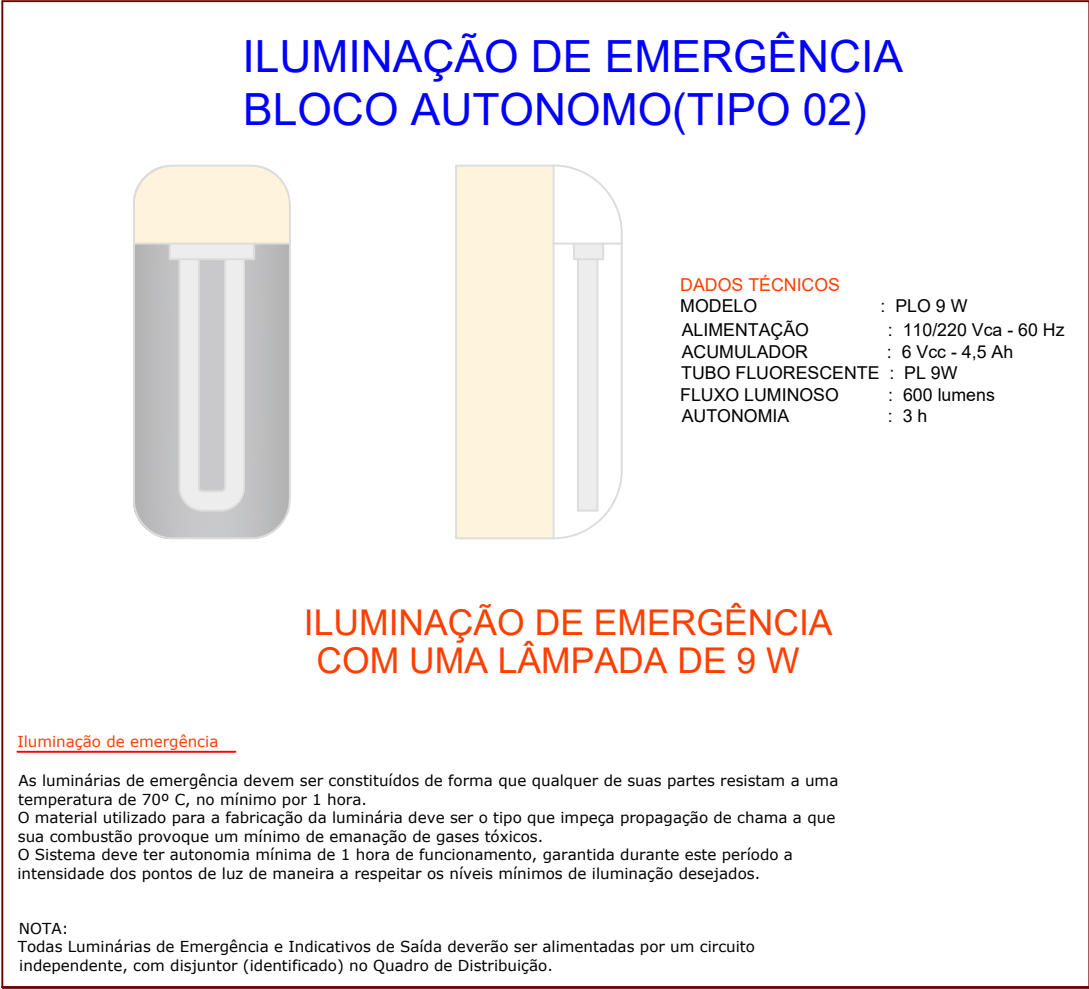 ILUMINAÇÃO DE EMERGÊNCIA
BLOCO AUTONOMO(TIPO 02)
DADOS TÉCNICOS
MODELO : PLO 9 W
ALIMENTAÇÃO : 110/220 Vca - 60 Hz
ACUMULADOR : 6 Vcc - 4,5 Ah
TUBO FLUORESCENTE : PL 9W
FLUXO LUMINOSO : 600 lumens
AUTONOMIA : 3 h
ILUMINAÇÃO DE EMERGÊNCIA
COM UMA LÂMPADA DE 9 W
Iluminação de emergência
As luminárias de emergência devem ser constituídos de forma que qualquer de suas partes resistam a uma
temperatura de 70º C, no mínimo por 1 hora.
O material utilizado para a fabricação da luminária deve ser o tipo que impeça propagação de chama a que
sua combustão provoque um mínimo de emanação de gases tóxicos.
O Sistema deve ter autonomia mínima de 1 hora de funcionamento, garantida durante este período a
intensidade dos pontos de luz de maneira a respeitar os níveis mínimos de iluminação desejados.
NOTA:
Todas Luminárias de Emergência e Indicativos de Saída deverão ser alimentadas por um circuito
independente, com disjuntor (identificado) no Quadro de Distribuição.